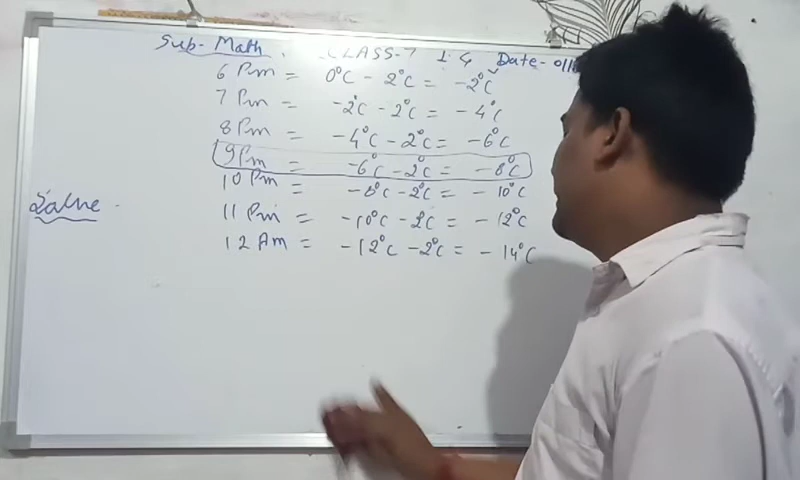 Sub- Math . CLASS-7 1.4 Date- 01
6 Pm = 0°C - 2°C = -2°C
7 Pm = -2°C - 2°C = -4°C
8 Pm = -4°C - 2°C = -6°C
9 Pm = -6°C - 2°C = -8°C
10 Pm = -8°C - 2°C = -10°C
11 Pm = -10°C - 2°C = -12°C
12 Am = -12°C - 2°C = -14°C